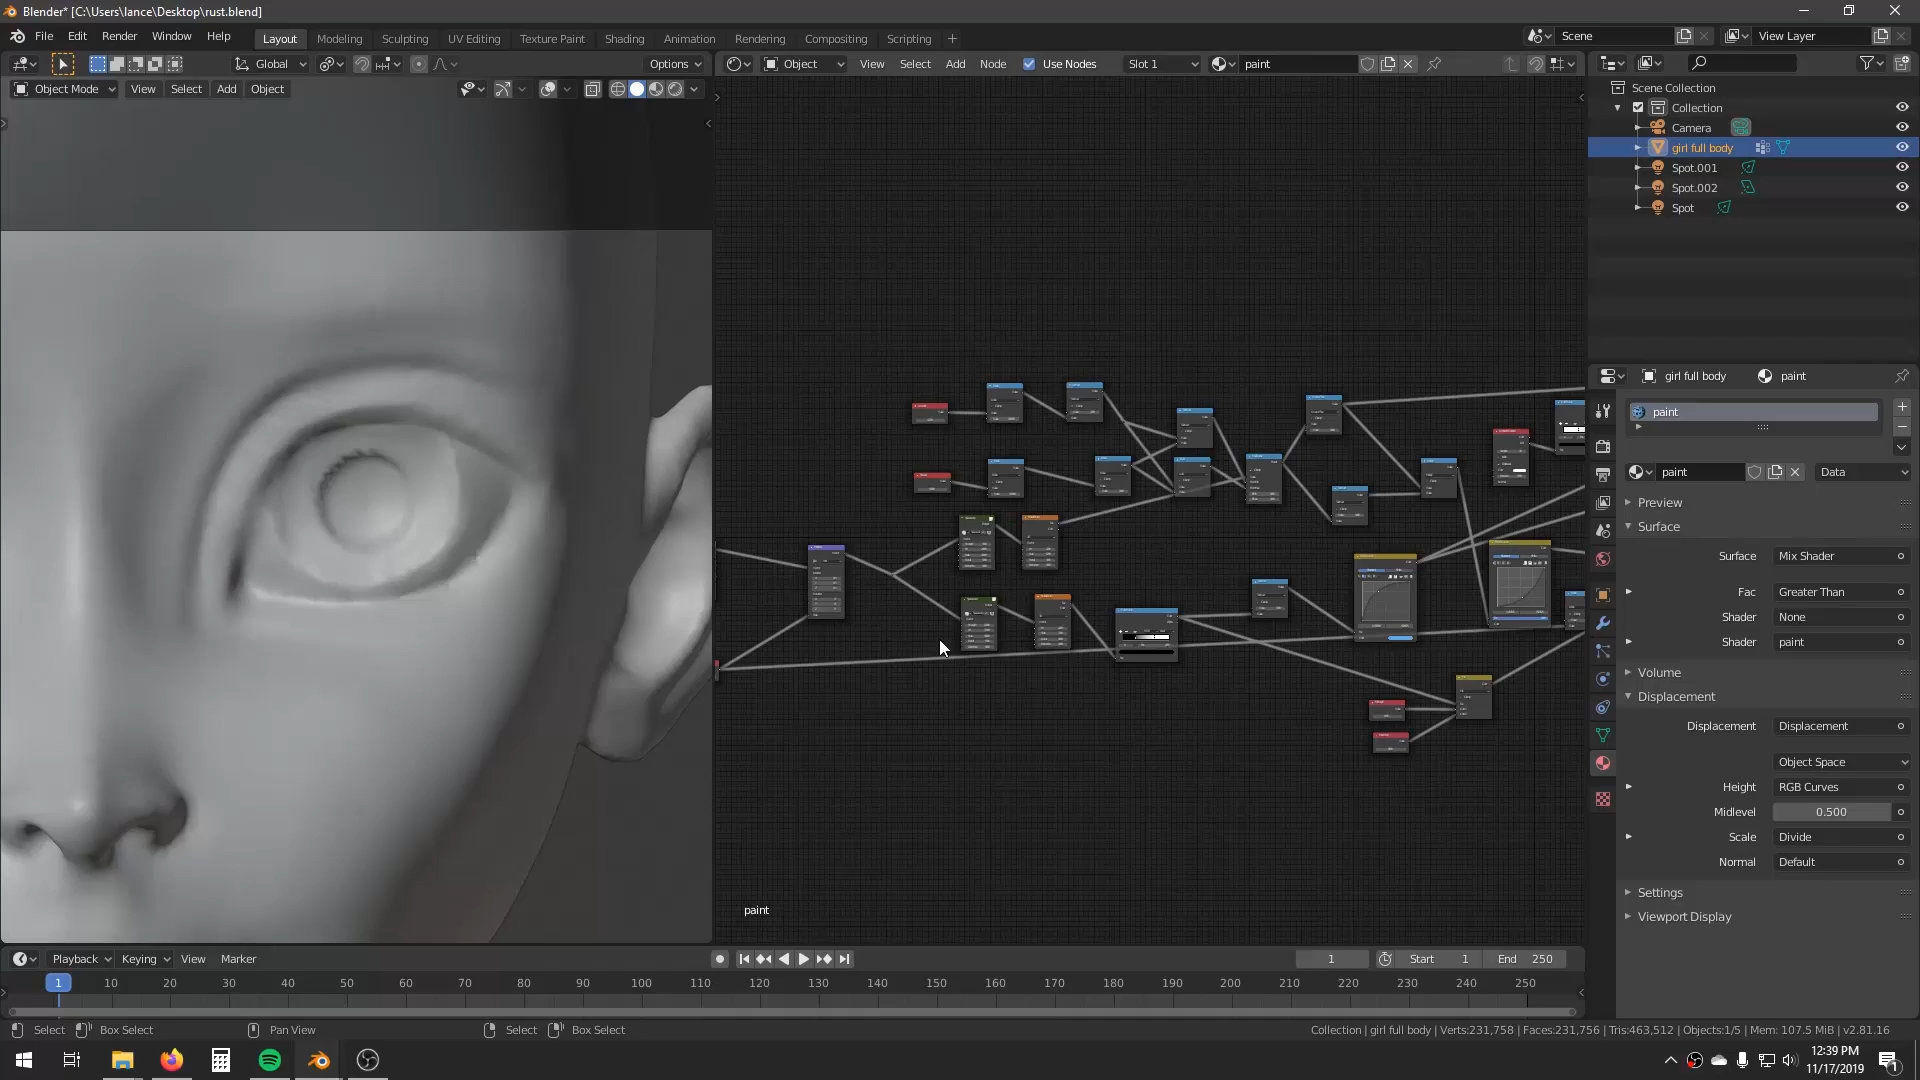 Blender* [C:\Users\lance\Desktop\rust.blend]
File Edit Render Window Help
Layout Modeling Sculpting UV Editing Texture Paint Shading Animation Rendering Compositing Scripting +
Scene
View Layer
Global
Options
Object
View Select Add Node
Use Nodes
Slot 1
paint
Object Mode View Select Add Object
Scene Collection
Collection
Camera
girl full body
Spot.001
Spot.002
Spot
girl full body
paint
paint
paint
Data
Preview
Surface
Surface Mix Shader
Fac Greater Than
Shader None
Shader paint
Volume
Displacement
Displacement Displacement
Object Space
Height RGB Curves
Midlevel 0.500
Scale Divide
Normal Default
Settings
Viewport Display
paint
Playback Keying View Marker
1
Start 1
End 250
1 10 20 30 40 50 60 70 80 90 100 110 120 130 140 150 160 170 180 190 200 210 220 230 240 250
Select Box Select Pan View Select Box Select
Collection | girl full body | Verts:231,758 | Faces:231,756 | Tris:463,512 | Objects:1/5 | Mem: 107.5 MiB | v2.81.16
12:39 PM
11/17/2019
1